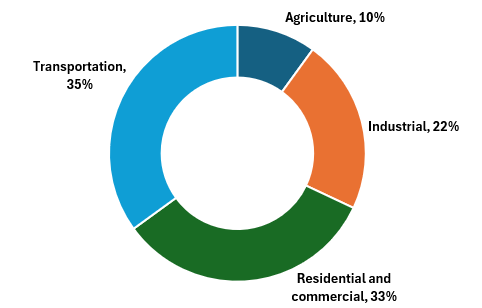 Agriculture, 10%
Transportation,
35%
Industrial, 22%
Residential and
commercial, 33%